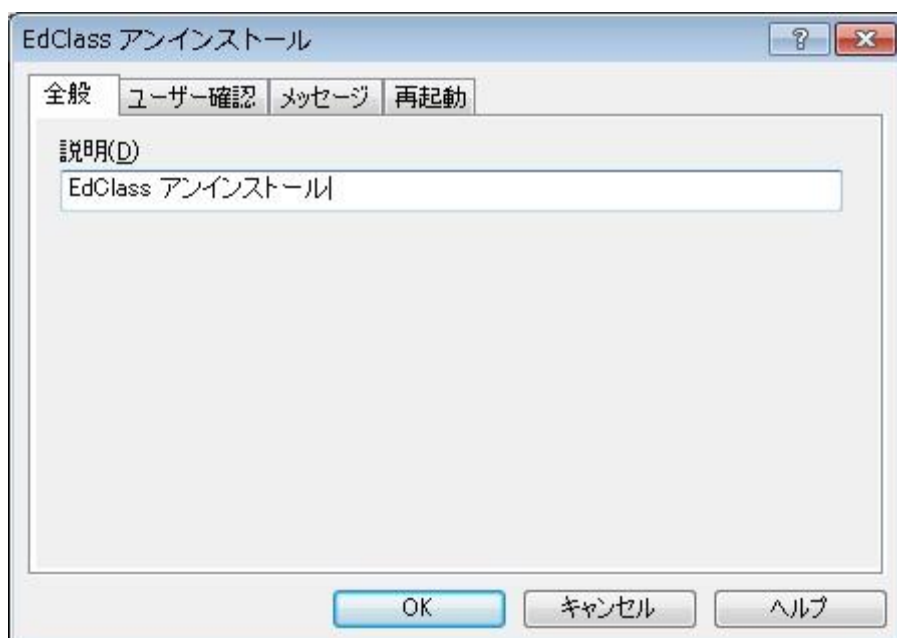 EdClass アンインストール
全般 ユーザー確認 メッセージ 再起動
説明(D)
EdClass アンインストール
OK キャンセル ヘルプ